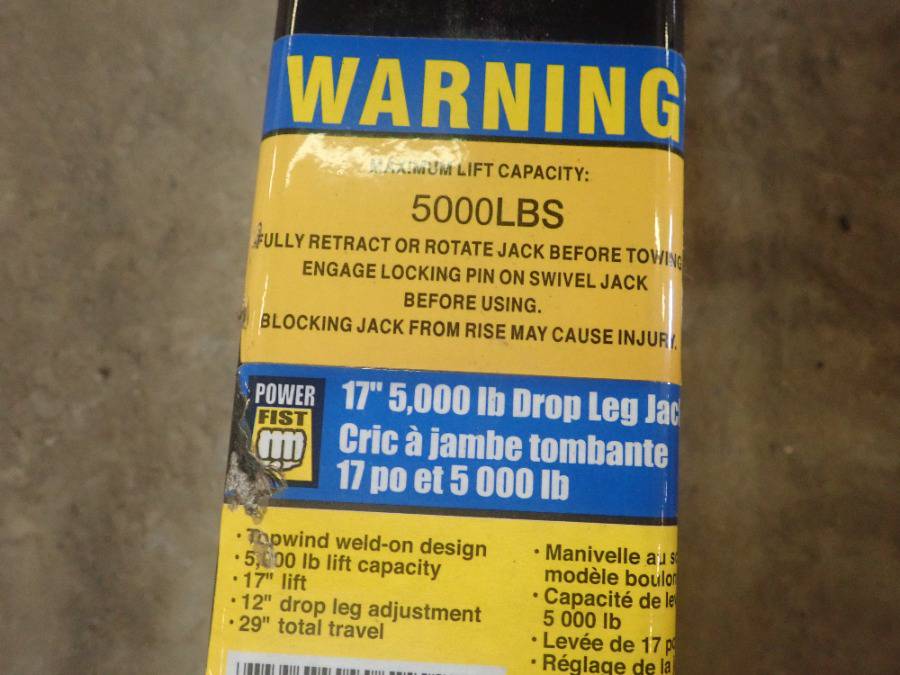 WARNING
MAXIMUM LIFT CAPACITY:
5000LBS
FULLY RETRACT OR ROTATE JACK BEFORE TOWING
ENGAGE LOCKING PIN ON SWIVEL JACK
BEFORE USING.
BLOCKING JACK FROM RISE MAY CAUSE INJURY.
POWER
FIST
17" 5,000 lb Drop Leg Jac
Cric à jambe tombante
17 po et 5 000 lb
• Topwind weld-on design
• 5,000 lb lift capacity
• 17" lift
• 12" drop leg adjustment
• 29" total travel
• Manivelle au
modèle boulon
• Capacité de le
5 000 lb
• Levée de 17 po
• Réglage de la